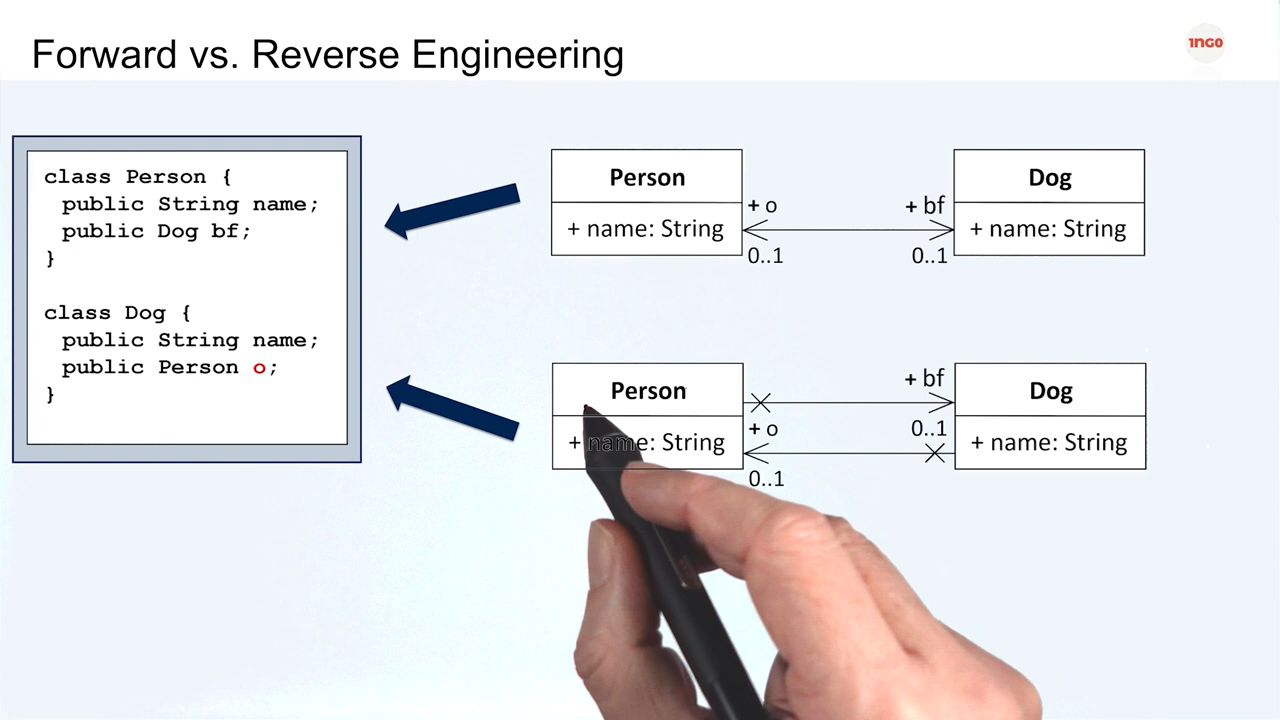 Forward vs. Reverse Engineering
1NG0
class Person {
public String name;
public Dog bf;
}
class Dog {
public String name;
public Person o;
}
Person
+ name: String
+ o
0..1
+ bf
0..1
Dog
+ name: String
Person
+ name: String
+ bf
0..1
+ o
0..1
Dog
+ name: String